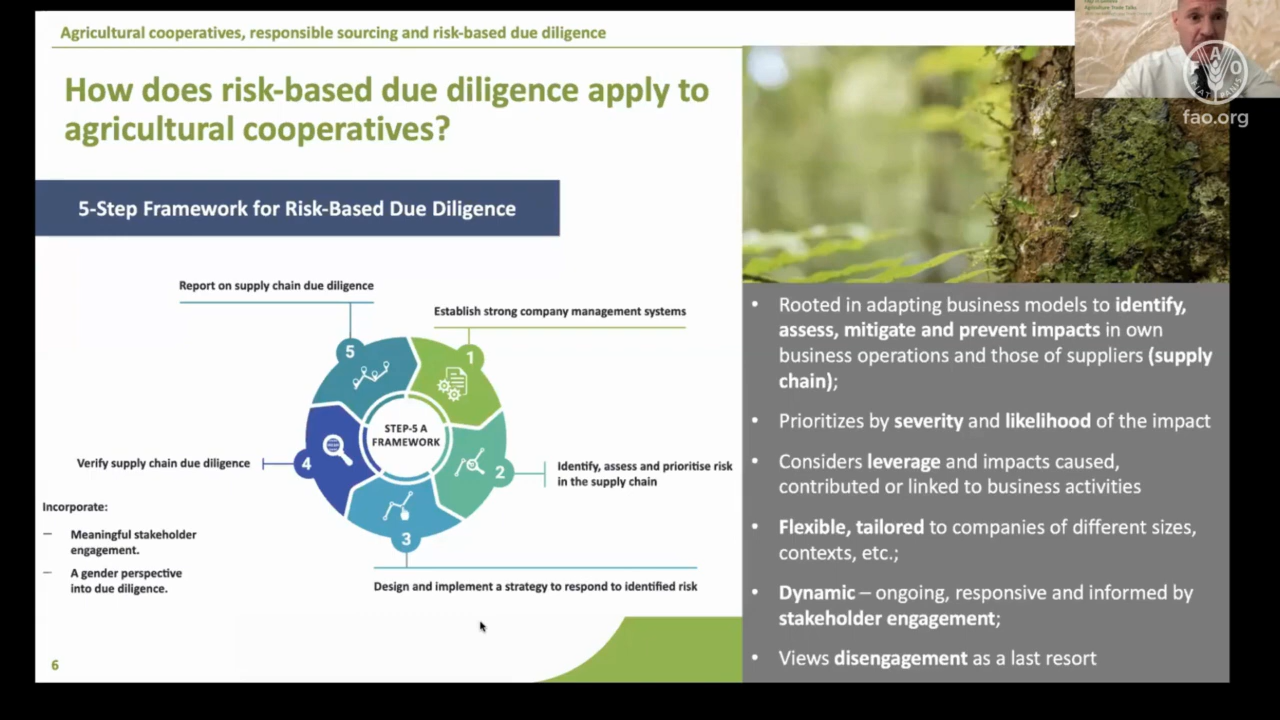 Agricultural cooperatives, responsible sourcing and risk-based due diligence
How does risk-based due diligence apply to
agricultural cooperatives?
5-Step Framework for Risk-Based Due Diligence
Report on supply chain due diligence
Establish strong company management systems
5
1
STEP-5 A
FRAMEWORK
4
2
3
Verify supply chain due diligence
Identify, assess and prioritise risk
in the supply chain
Incorporate:
– Meaningful stakeholder
engagement.
– A gender perspective
into due diligence.
Design and implement a strategy to respond to identified risk
6
• Rooted in adapting business models to identify,
assess, mitigate and prevent impacts in own
business operations and those of suppliers (supply
chain);
• Prioritizes by severity and likelihood of the impact
• Considers leverage and impacts caused,
contributed or linked to business activities
• Flexible, tailored to companies of different sizes,
contexts, etc.;
• Dynamic – ongoing, responsive and informed by
stakeholder engagement;
• Views disengagement as a last resort
Agriculture Trade Talks
F A O
fao.org